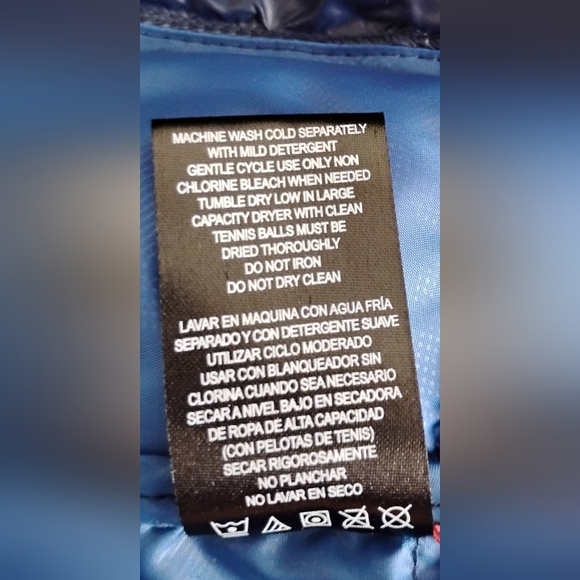 MACHINE WASH COLD SEPARATELY
WITH MILD DETERGENT
GENTLE CYCLE USE ONLY NON
CHLORINE BLEACH WHEN NEEDED
TUMBLE DRY LOW IN LARGE
CAPACITY DRYER WITH CLEAN
TENNIS BALLS MUST BE
DRIED THOROUGHLY
DO NOT IRON
DO NOT DRY CLEAN
LAVAR EN MAQUINA CON AGUA FRÍA
SEPARADO Y CON DETERGENTE SUAVE
UTILIZAR CICLO MODERADO
USAR CON BLANQUEADOR SIN
CLORINA CUANDO SEA NECESARIO
SECAR A NIVEL BAJO EN SECADORA
DE ROPA DE ALTA CAPACIDAD
(CON PELOTAS DE TENIS)
SECAR RIGOROSAMENTE
NO PLANCHAR
NO LAVAR EN SECO